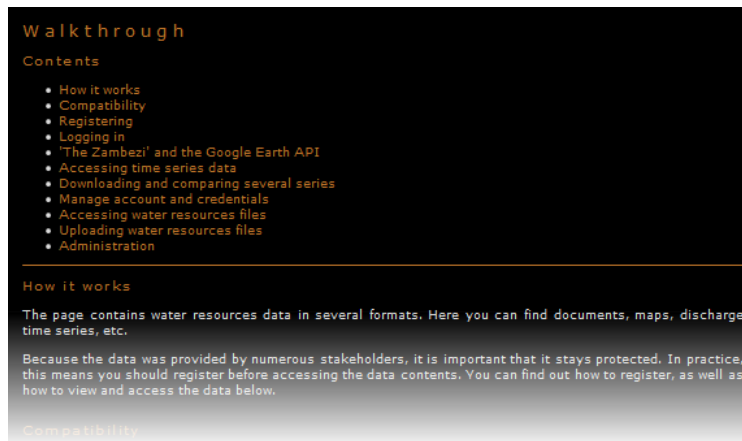 Walkthrough
Contents
How it works
Compatibility
Registering
Logging in
'The Zambezi' and the Google Earth API
Accessing time series data
Downloading and comparing several series
Manage account and credentials
Accessing water resources files
Uploading water resources files
Administration
How it works
The page contains water resources data in several formats. Here you can find documents, maps, discharge
time series, etc.
Because the data was provided by numerous stakeholders, it is important that it stays protected. In practice,
this means you should register before accessing the data contents. You can find out how to register, as well as
how to view and access the data below.
Compatibility